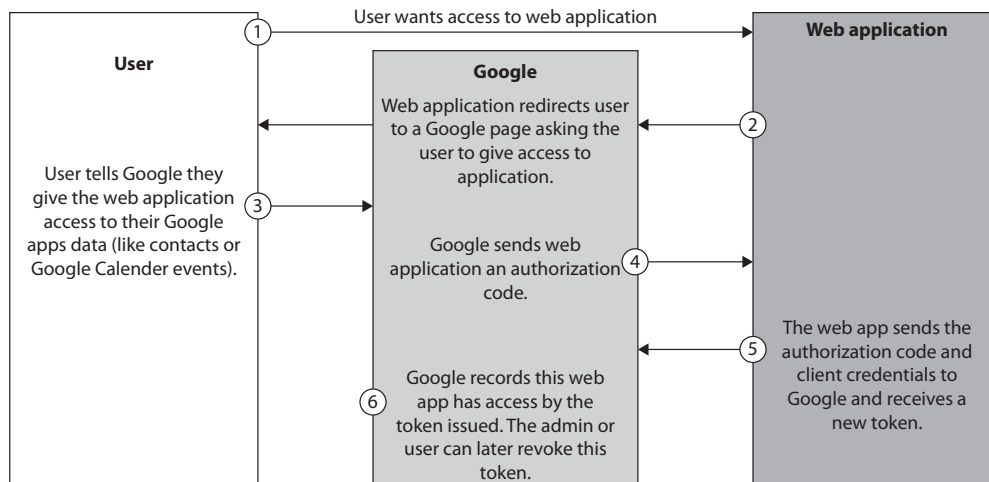 User wants access to web application
1
User
Web application
Google
Web application redirects user
to a Google page asking the
user to give access to
application.
2
User tells Google they
give the web application
access to their Google
apps data (like contacts or
Google Calender events).
3
Google sends web
application an authorization
code.
4
The web app sends the
authorization code and
client credentials to
Google and receives a
new token.
5
Google records this web
app has access by the
token issued. The admin or
user can later revoke this
token.
6